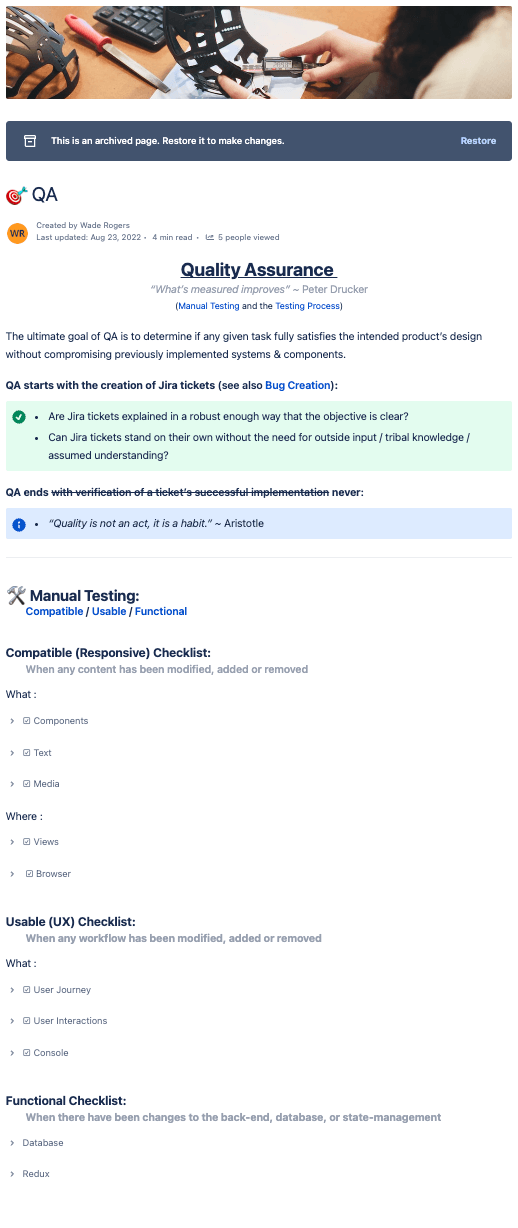 This is an archived page. Restore it to make changes.
Restore
QA
WR
Created by Wade Rogers
Last updated: Aug 23, 2022 • 4 min read • 5 people viewed
Quality Assurance
“What’s measured improves” ~ Peter Drucker
(Manual Testing and the Testing Process)
The ultimate goal of QA is to determine if any given task fully satisfies the intended product’s design
without compromising previously implemented systems & components.
QA starts with the creation of Jira tickets (see also Bug Creation):
• Are Jira tickets explained in a robust enough way that the objective is clear?
• Can Jira tickets stand on their own without the need for outside input / tribal knowledge /
assumed understanding?
QA ends with verification of a ticket’s successful implementation never:
• “Quality is not an act, it is a habit.” ~ Aristotle
Manual Testing:
Compatible / Usable / Functional
Compatible (Responsive) Checklist:
When any content has been modified, added or removed
What :
Components
Text
Media
Where :
Views
Browser
Usable (UX) Checklist:
When any workflow has been modified, added or removed
What :
User Journey
User Interactions
Console
Functional Checklist:
When there have been changes to the back-end, database, or state-management
Database
Redux